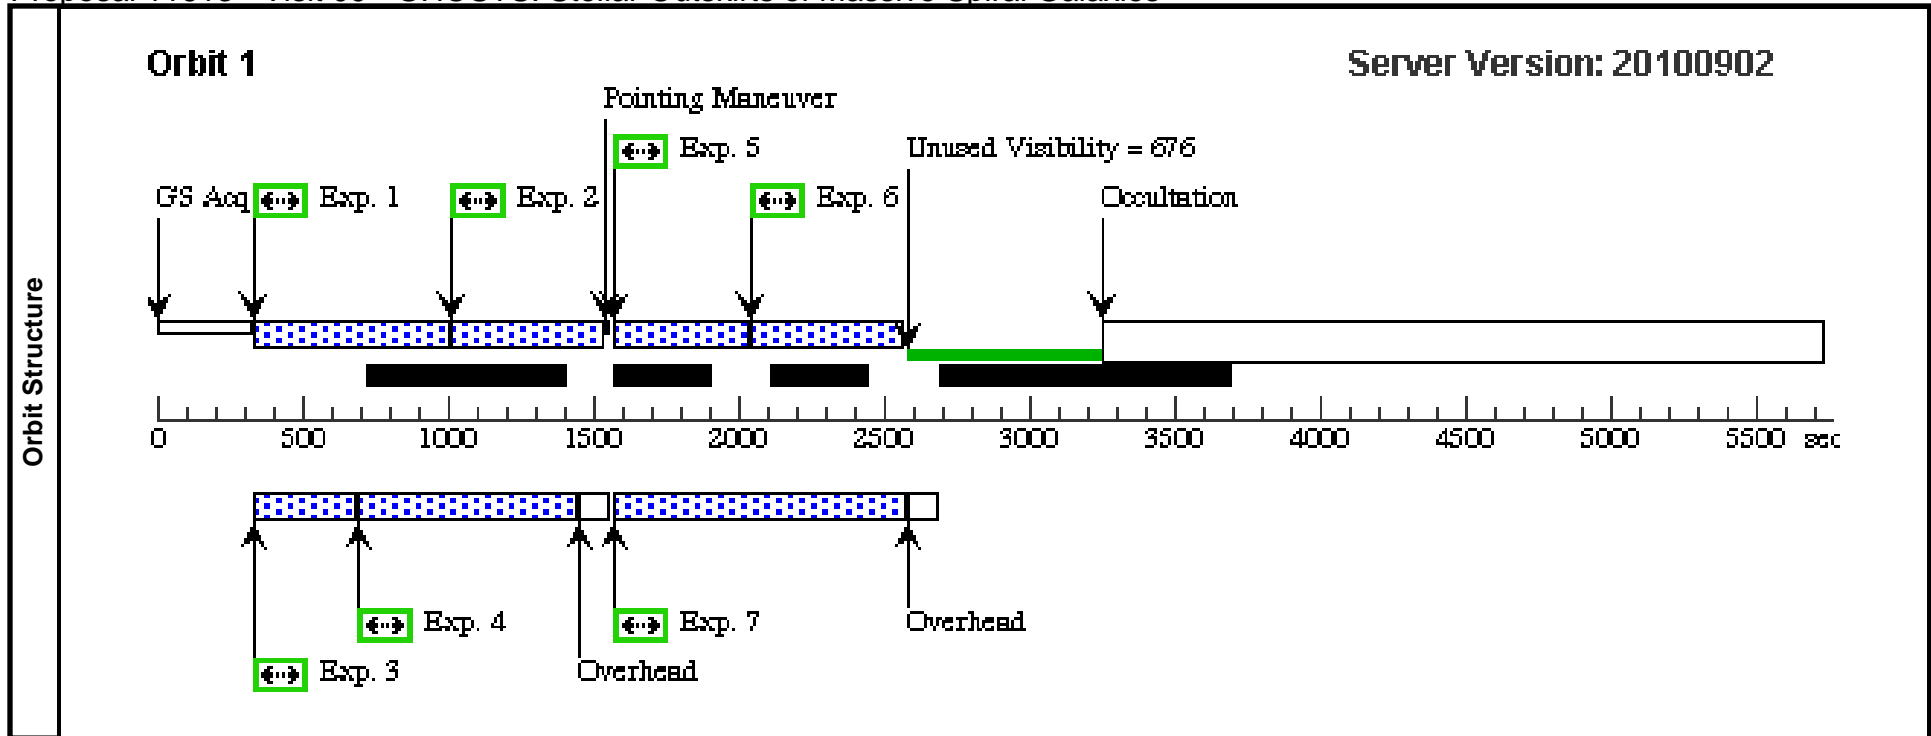 Orbit Structure
Orbit 1
Server Version: 20100902
Pointing Maneuver
Exp. 5
Unused Visibility = 676
GS Acq
Exp. 1
Exp. 2
Exp. 6
Occultation
0 500 1000 1500 2000 2500 3000 3500 4000 4500 5000 5500 sec
Exp. 4
Exp. 7
Overhead
Exp. 3
Overhead